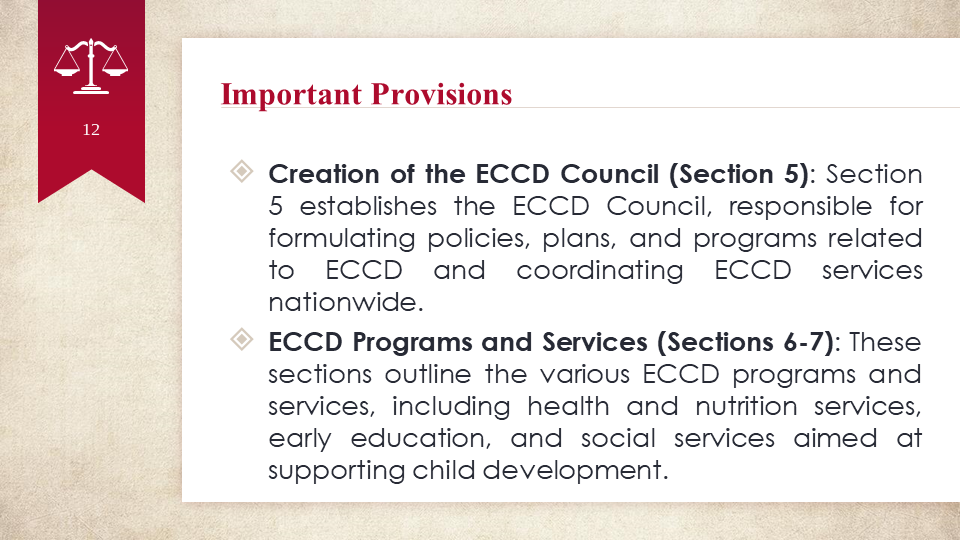 12
Important Provisions
Creation of the ECCD Council (Section 5): Section
5 establishes the ECCD Council, responsible for
formulating policies, plans, and programs related
to ECCD and coordinating ECCD services
nationwide.
ECCD Programs and Services (Sections 6-7): These
sections outline the various ECCD programs and
services, including health and nutrition services,
early education, and social services aimed at
supporting child development.